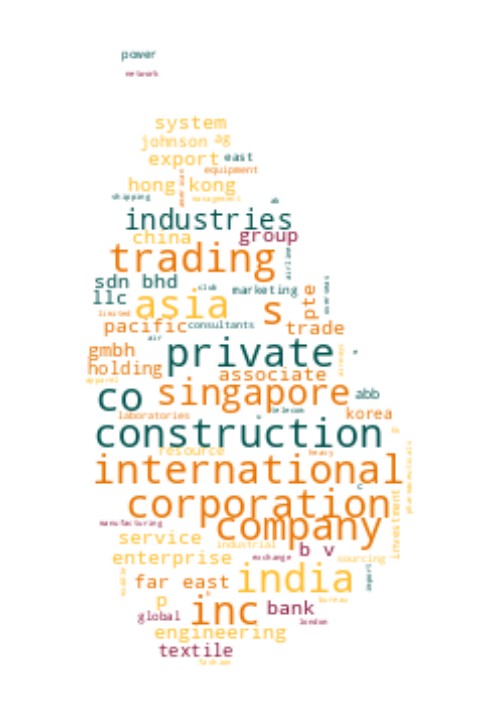 power
network
system
johnson ag
export east
equipment
hong kong
management
shipping
industries
china group
trading
airline
sdn bhd
club marketing overseas
llc asia s pte
limited
pacific consultants trade
air
private
gmbh
holding associate
apparel
co singapore abb
laboratories telecom korea
construction
resource heavy
international
pharmaceuticals
c
corporation
investment
company
manufacturing
service industrial b v
enterprise exchange sourcing
far east india import
p inc bank bureau
global london
engineering
textile